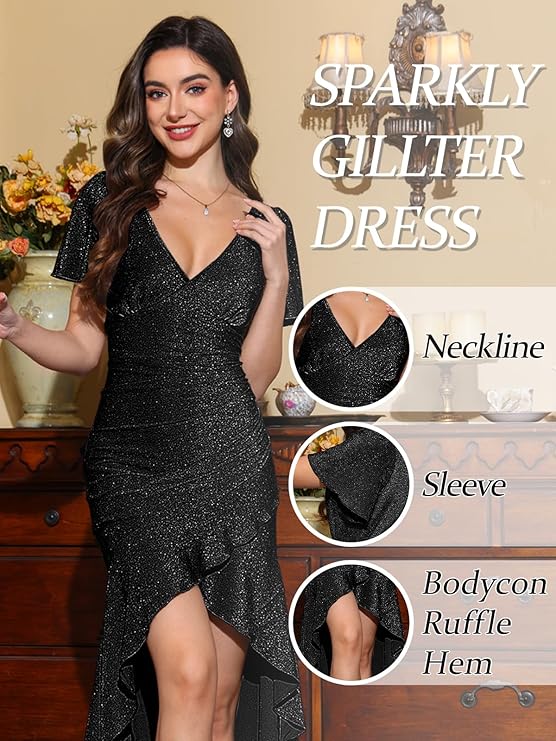 SPARKLY
GILLTER
DRESS
Neckline
Sleeve
Bodycon
Ruffle
Hem